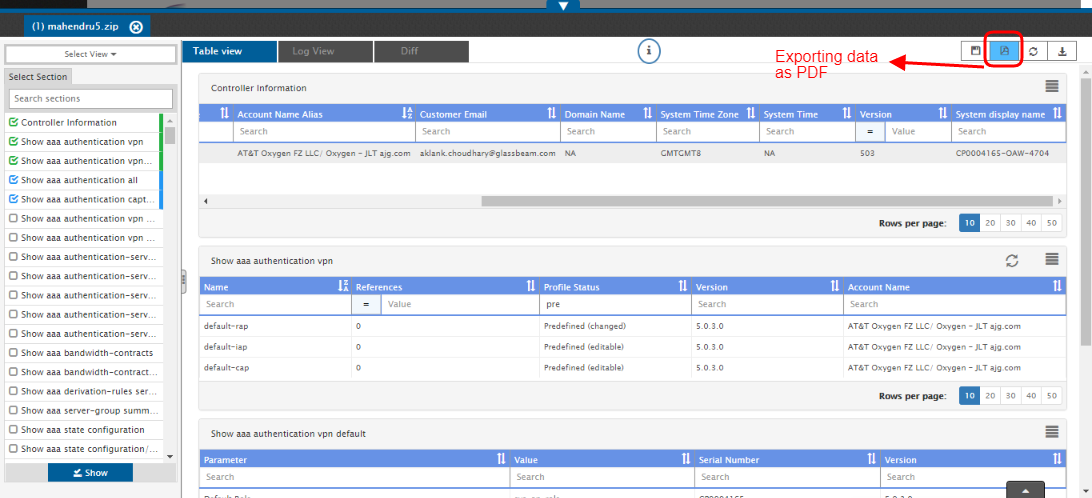 (1) mahendru5.zip
Select View
Table view
Log View
Diff
Exporting data
as PDF
Select Section
Search sections
Controller Information
Show aaa authentication vpn
Show aaa authentication vpn...
Show aaa authentication all
Show aaa authentication capt...
Show aaa authentication vpn ...
Show aaa authentication vpn ...
Show aaa authentication-serv...
Show aaa authentication-serv...
Show aaa authentication-serv...
Show aaa authentication-serv...
Show aaa authentication-serv...
Show aaa bandwidth-contracts
Show aaa bandwidth-contract...
Show aaa derivation-rules ser...
Show aaa server-group summ...
Show aaa state configuration
Show aaa state configuration/...
Show
Controller Information
Account Name Alias Customer Email Domain Name System Time Zone System Time Version System display name
Search Search Search Search Search = Value Search
AT&T Oxygen FZ LLC/ Oxygen - JLT ajg.com aklank.choudhary@glassbeam.com NA GMTGMT8 NA 503 CP0004165-OAW-4704
Rows per page: 10 20 30 40 50
Show aaa authentication vpn
Name References Profile Status Version Account Name
Search = Value pre Search Search
default-rap 0 Predefined (changed) 5.0.3.0 AT&T Oxygen FZ LLC/ Oxygen - JLT ajg.com
default-iap 0 Predefined (editable) 5.0.3.0 AT&T Oxygen FZ LLC/ Oxygen - JLT ajg.com
default-cap 0 Predefined (editable) 5.0.3.0 AT&T Oxygen FZ LLC/ Oxygen - JLT ajg.com
Rows per page: 10 20 30 40 50
Show aaa authentication vpn default
Parameter Value Serial Number Version
Search Search Search Search